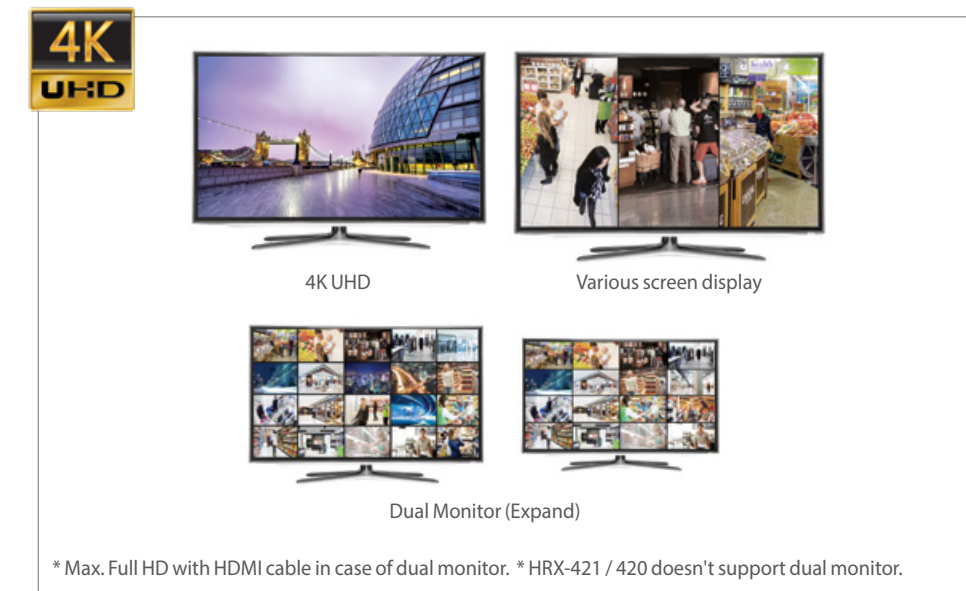 4K
UHD
health
4K UHD
Various screen display
Dual Monitor (Expand)
* Max. Full HD with HDMI cable in case of dual monitor. * HRX-421 / 420 doesn't support dual monitor.